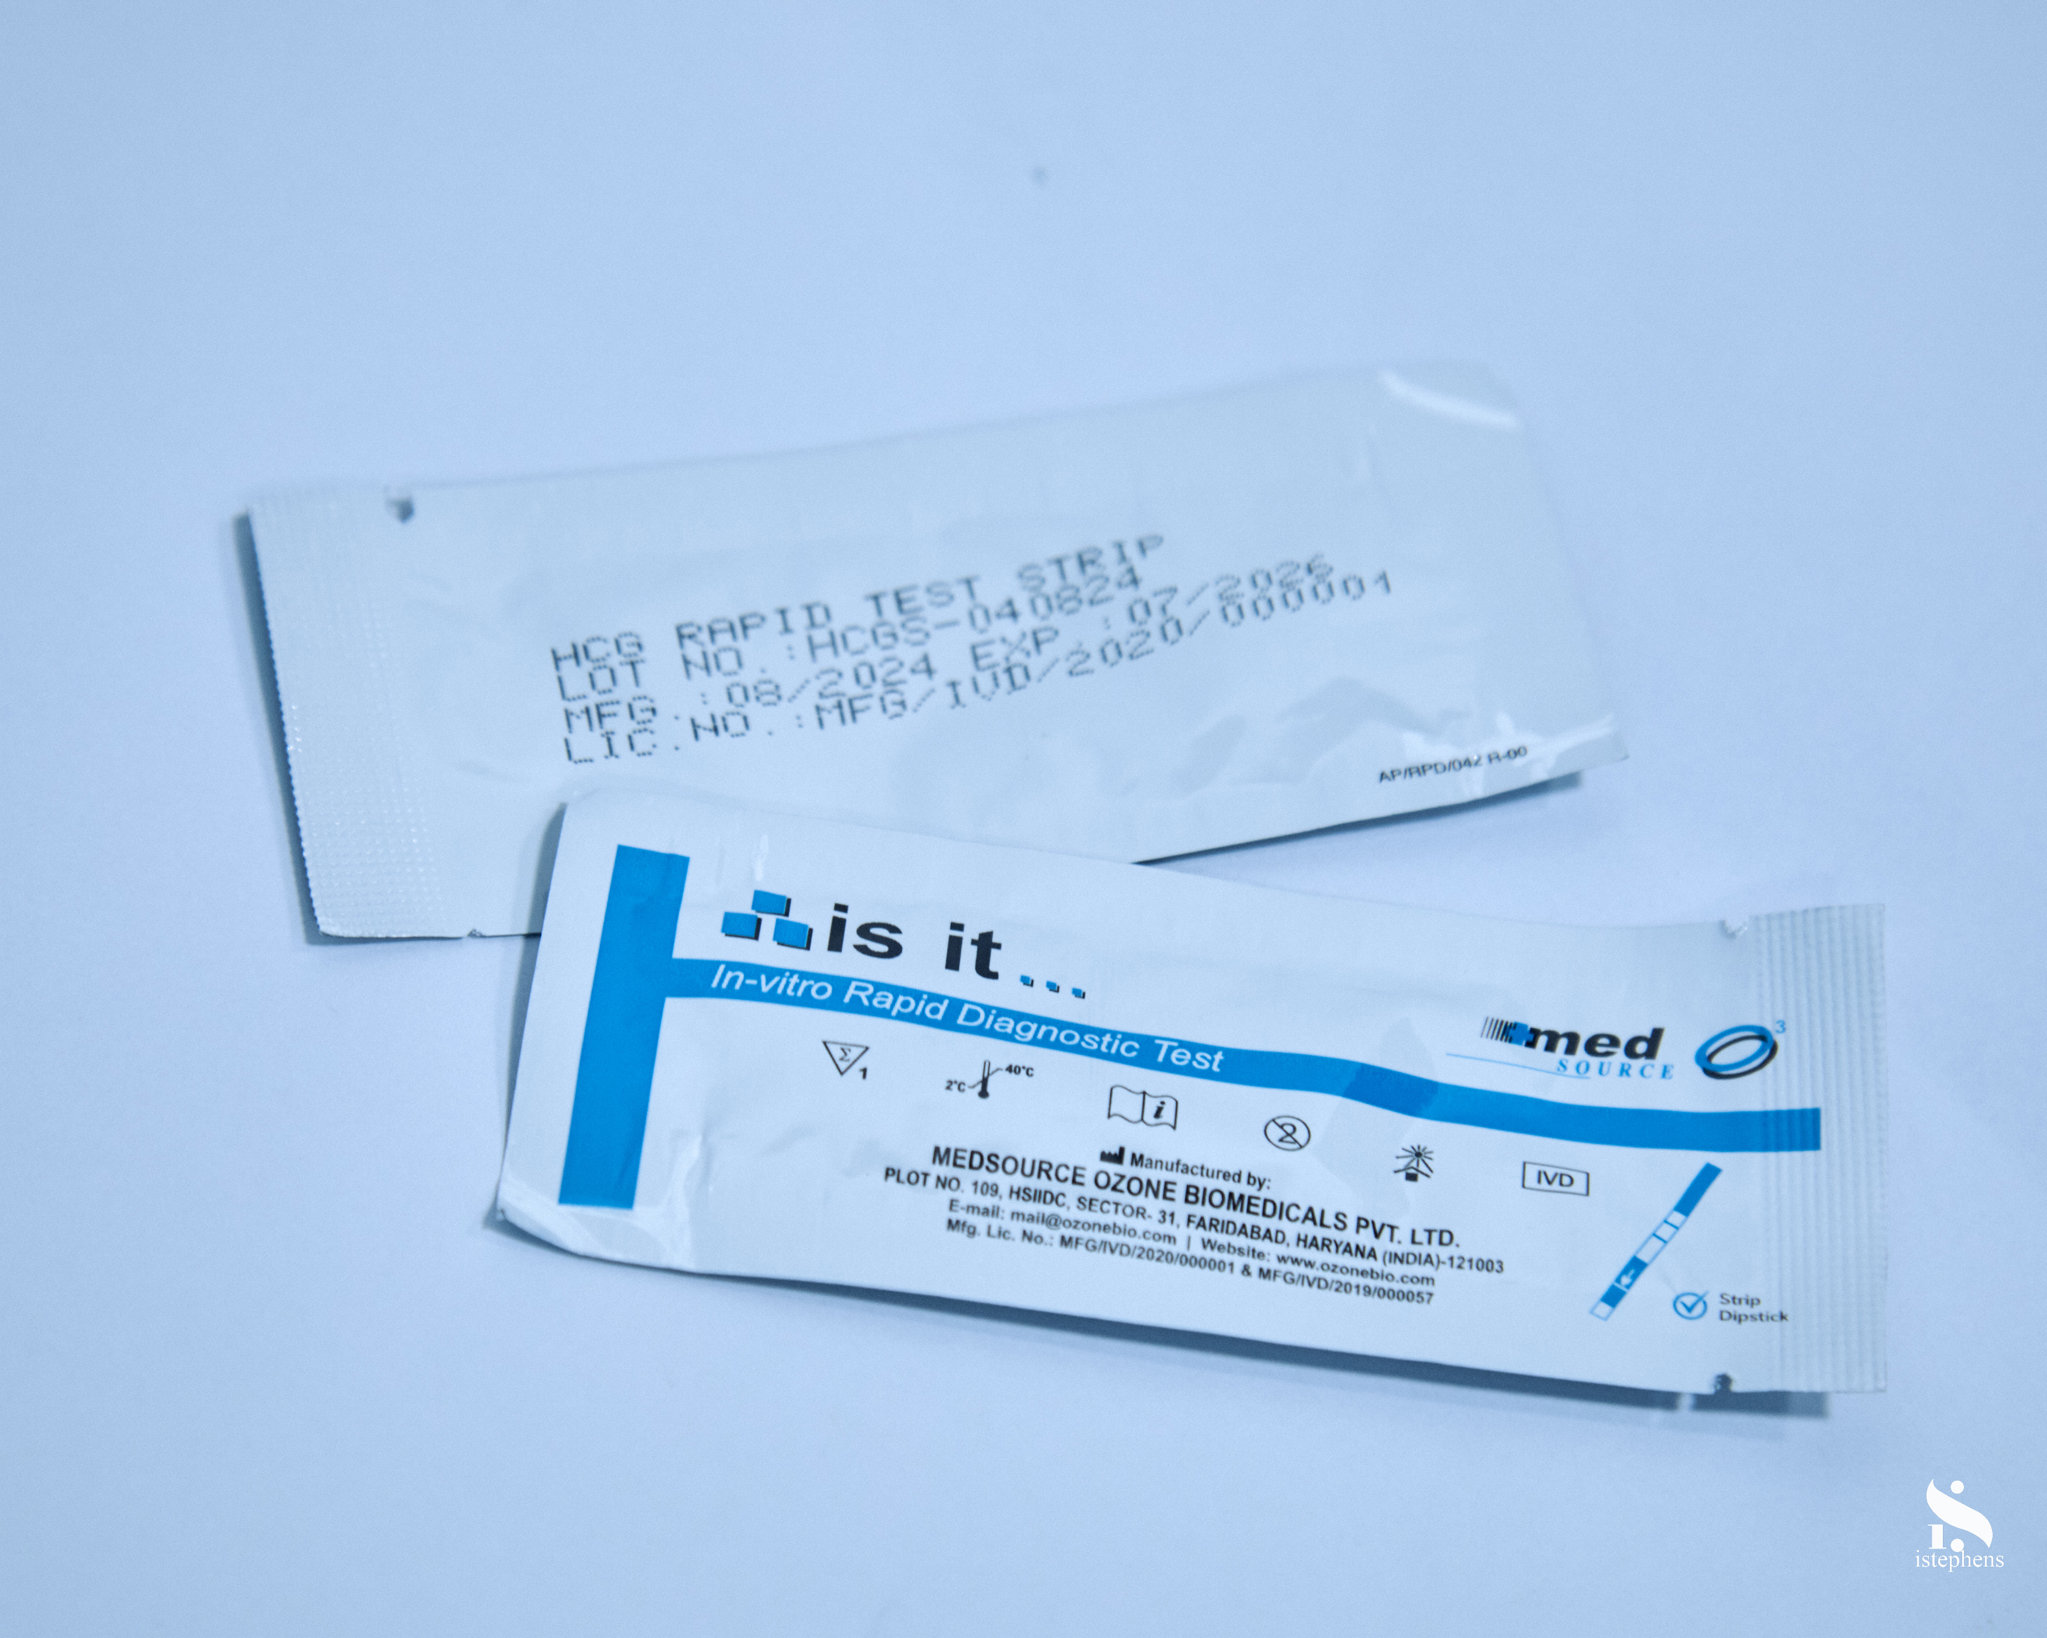 HCG RAPID TEST STRIP
LOT NO.:HCGS-040824
MFG.:08/2024 EXP.:07/2026
LIC.NO.:MFG/IVD/2020/000001
AP/RPD/042 R-00
is it...
In-vitro Rapid Diagnostic Test
med
SOURCE
3
Σ
1
2°C
40°C
i
2
IVD
Manufactured by:
MEDSOURCE OZONE BIOMEDICALS PVT. LTD.
PLOT NO. 109, HSIIDC, SECTOR- 31, FARIDABAD, HARYANA (INDIA)-121003
E-mail: mail@ozonebio.com | Website: www.ozonebio.com
Mfg. Lic. No.: MFG/IVD/2020/000001 & MFG/IVD/2019/000057
Strip
Dipstick
istephens